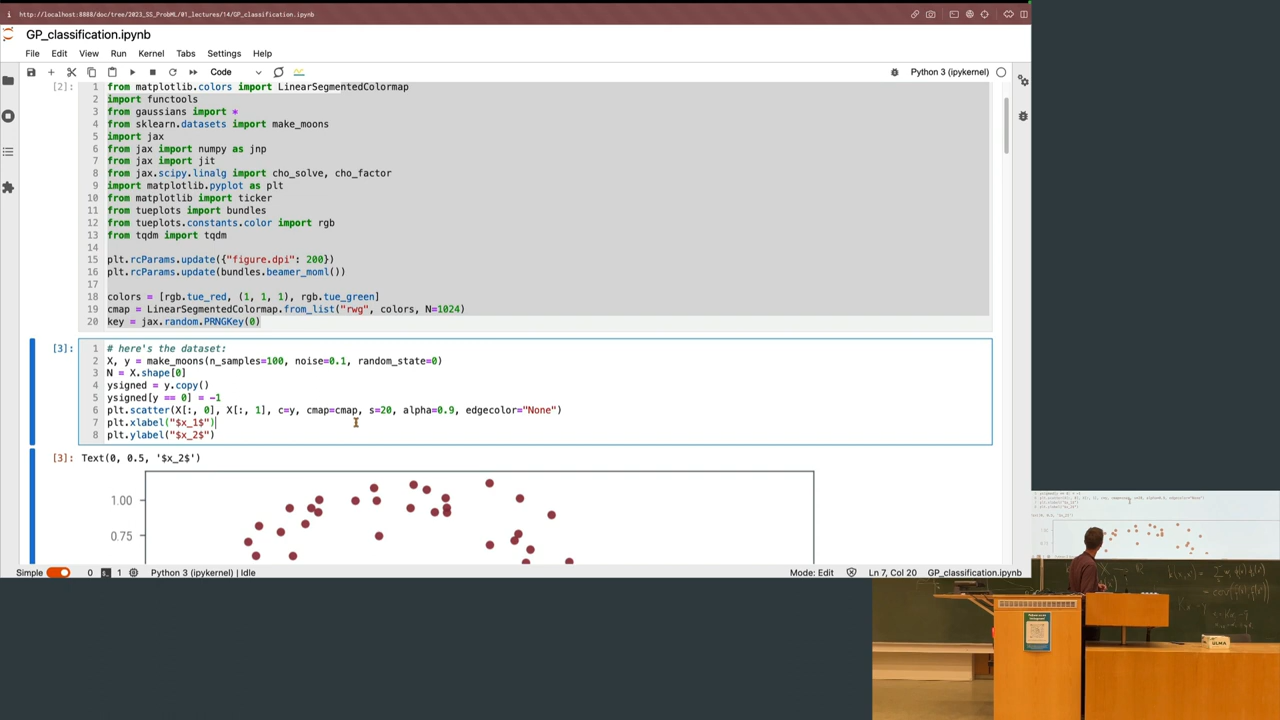 http://localhost:8888/doc/tree/2023_SS_ProbML/01_lectures/14/GP_classification.ipynb
GP_classification.ipynb
File Edit View Run Kernel Tabs Settings Help
Code
Python 3 (ipykernel)
[2]:
1 from matplotlib.colors import LinearSegmentedColormap
2 import functools
3 from gaussians import *
4 from sklearn.datasets import make_moons
5 import jax
6 from jax import numpy as jnp
7 from jax import jit
8 from jax.scipy.linalg import cho_solve, cho_factor
9 import matplotlib.pyplot as plt
10 from matplotlib import ticker
11 from tueplots import bundles
12 from tueplots.constants.color import rgb
13 from tqdm import tqdm
14
15 plt.rcParams.update({"figure.dpi": 200})
16 plt.rcParams.update(bundles.beamer_moml())
17
18 colors = [rgb.tue_red, (1, 1, 1), rgb.tue_green]
19 cmap = LinearSegmentedColormap.from_list("rwg", colors, N=1024)
20 key = jax.random.PRNGKey(0)
[3]:
1 # here's the dataset:
2 X, y = make_moons(n_samples=100, noise=0.1, random_state=0)
3 N = X.shape[0]
4 ysigned = y.copy()
5 ysigned[y == 0] = -1
6 plt.scatter(X[:, 0], X[:, 1], c=y, cmap=cmap, s=20, alpha=0.9, edgecolor="None")
7 plt.xlabel("$x_1$")
8 plt.ylabel("$x_2$")
[3]: Text(0, 0.5, '$x_2$')
1.00
0.75
Simple 0 1 Python 3 (ipykernel) | Idle
Mode: Edit Ln 7, Col 20 GP_classification.ipynb
ULMA